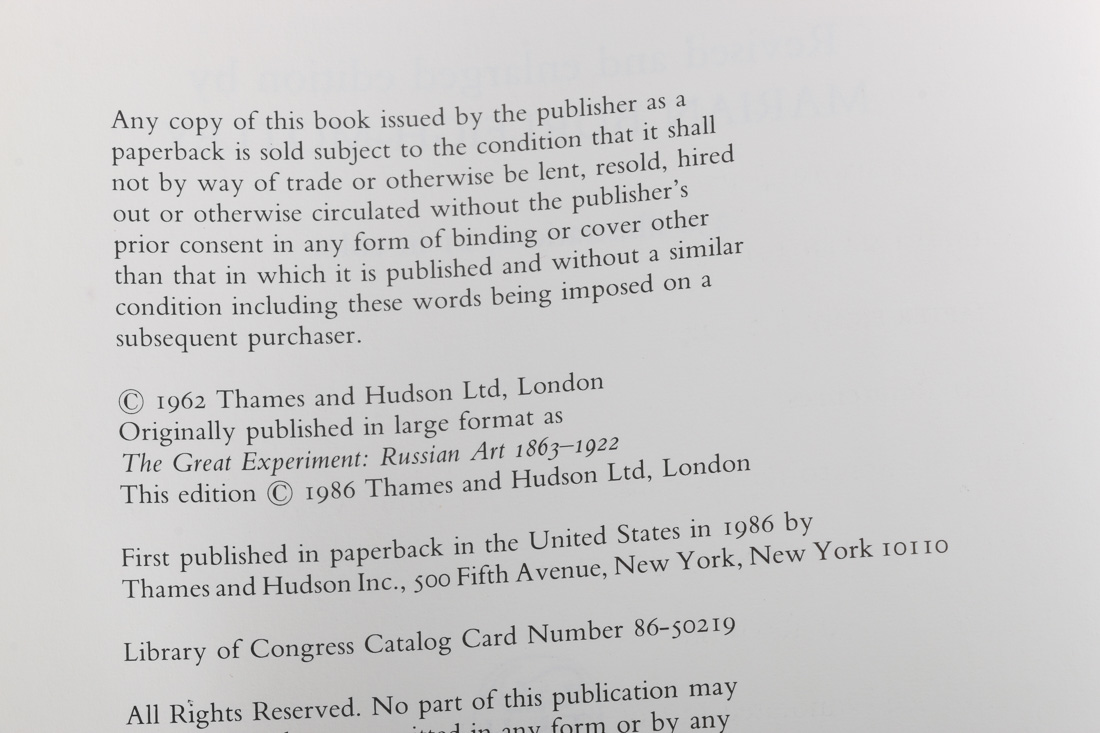 Any copy of this book issued by the publisher as a
paperback is sold subject to the condition that it shall
not by way of trade or otherwise be lent, resold, hired
out or otherwise circulated without the publisher's
prior consent in any form of binding or cover other
than that in which it is published and without a similar
condition including these words being imposed on a
subsequent purchaser.
© 1962 Thames and Hudson Ltd, London
Originally published in large format as
The Great Experiment: Russian Art 1863–1922
This edition © 1986 Thames and Hudson Ltd, London
First published in paperback in the United States in 1986 by
Thames and Hudson Inc., 500 Fifth Avenue, New York, New York 10110
Library of Congress Catalog Card Number 86-50219
All Rights Reserved. No part of this publication may
in any form or by any